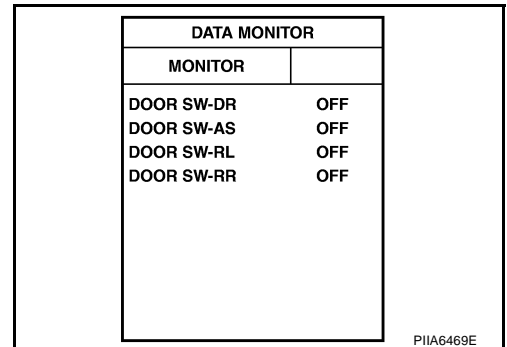 DATA MONITOR
MONITOR
DOOR SW-DR OFF
DOOR SW-AS OFF
DOOR SW-RL OFF
DOOR SW-RR OFF
PIIA6469E